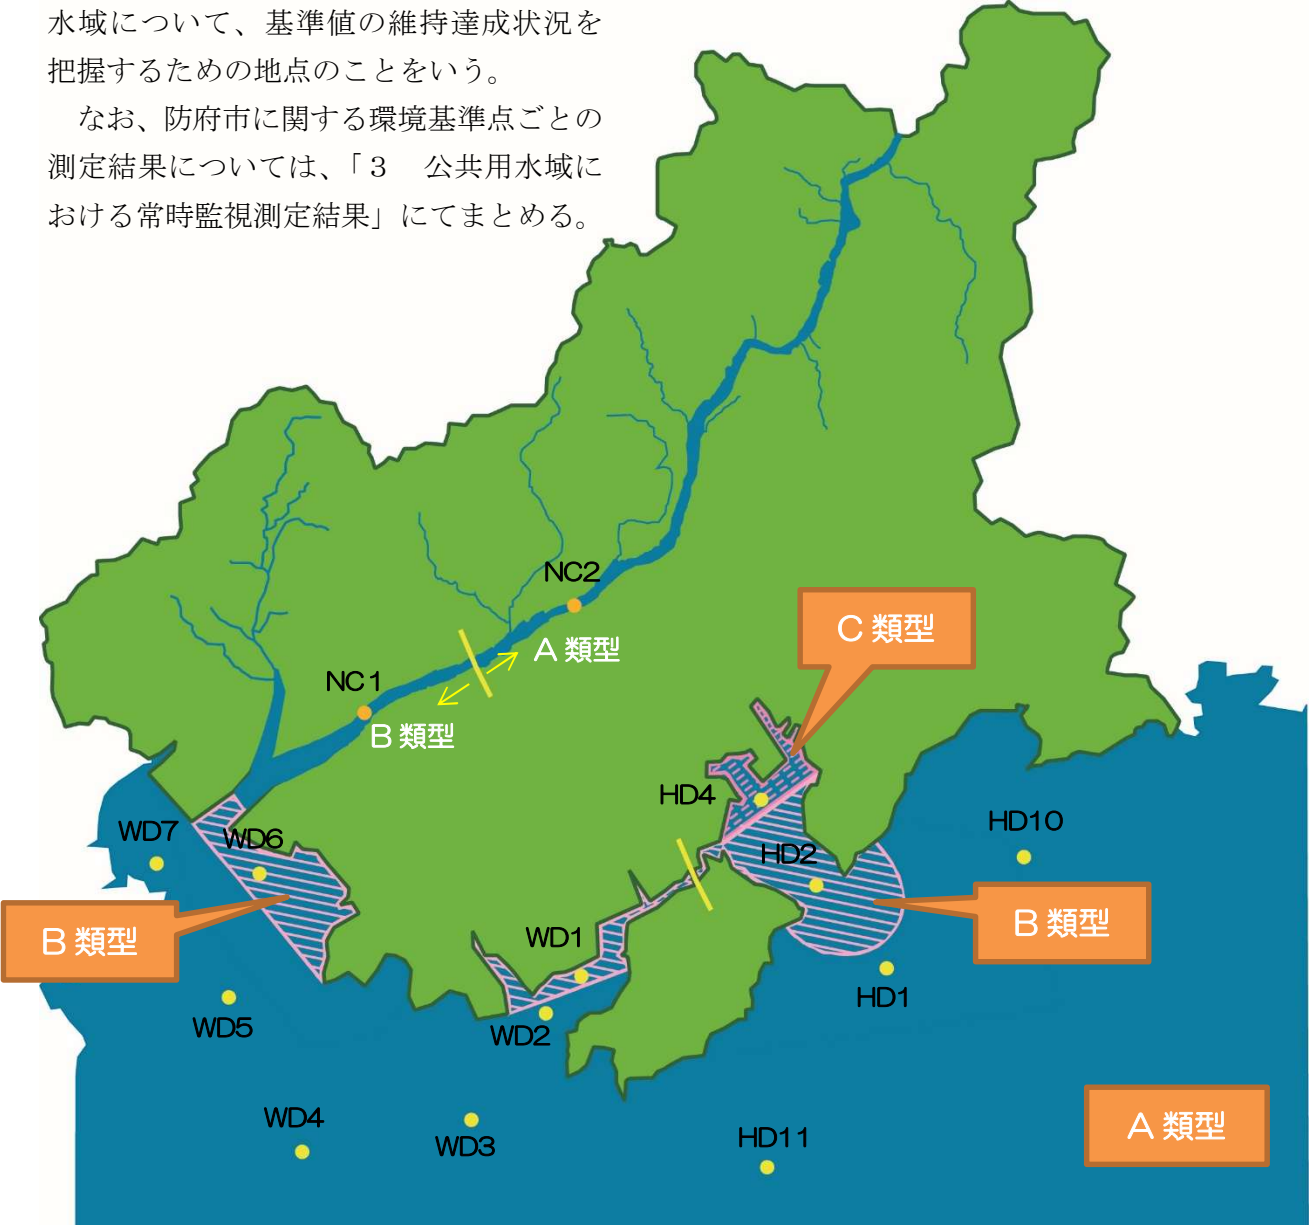 水域について、基準値の維持達成状況を
把握するための地点のことをいう。
なお、防府市に関する環境基準点ごとの
測定結果については、「３　公共用水域に
おける常時監視測定結果」にてまとめる。
NC2
C 類型
A 類型
NC1
B 類型
HD4
HD10
WD7
WD6
HD2
B 類型
B 類型
WD1
HD1
WD5
WD2
WD4
WD3
HD11
A 類型